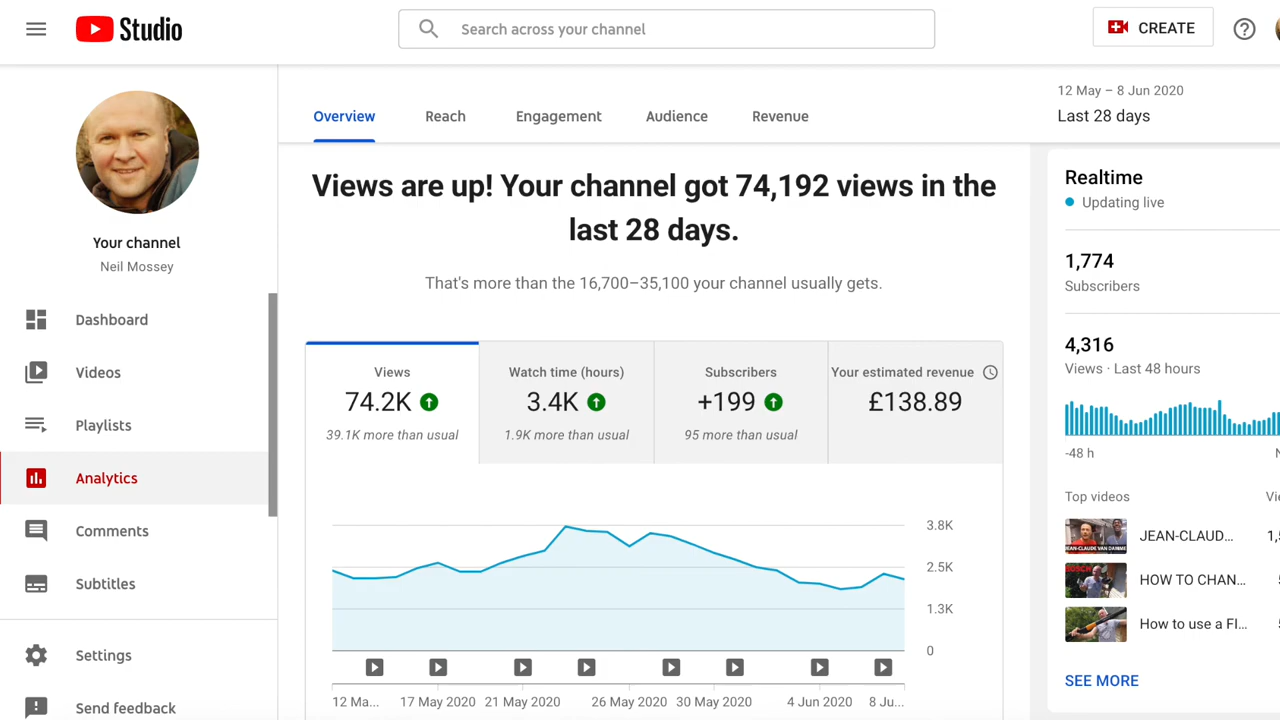 Studio
Search across your channel
CREATE
Your channel
Neil Mossey
Dashboard
Videos
Playlists
Analytics
Comments
Subtitles
Settings
Send feedback
Overview Reach Engagement Audience Revenue
12 May – 8 Jun 2020
Last 28 days
Views are up! Your channel got 74,192 views in the
last 28 days.
That's more than the 16,700–35,100 your channel usually gets.
Views
74.2K
39.1K more than usual
Watch time (hours)
3.4K
1.9K more than usual
Subscribers
+199
95 more than usual
Your estimated revenue
£138.89
3.8K
2.5K
1.3K
0
12 Ma... 17 May 2020 21 May 2020 26 May 2020 30 May 2020 4 Jun 2020 8 Ju...
Realtime
Updating live
1,774
Subscribers
4,316
Views · Last 48 hours
-48 h
Top videos
JEAN-CLAUDE VAN DAMME
JEAN-CLAUD...
HOW TO CHAN...
How to use a FI...
SEE MORE